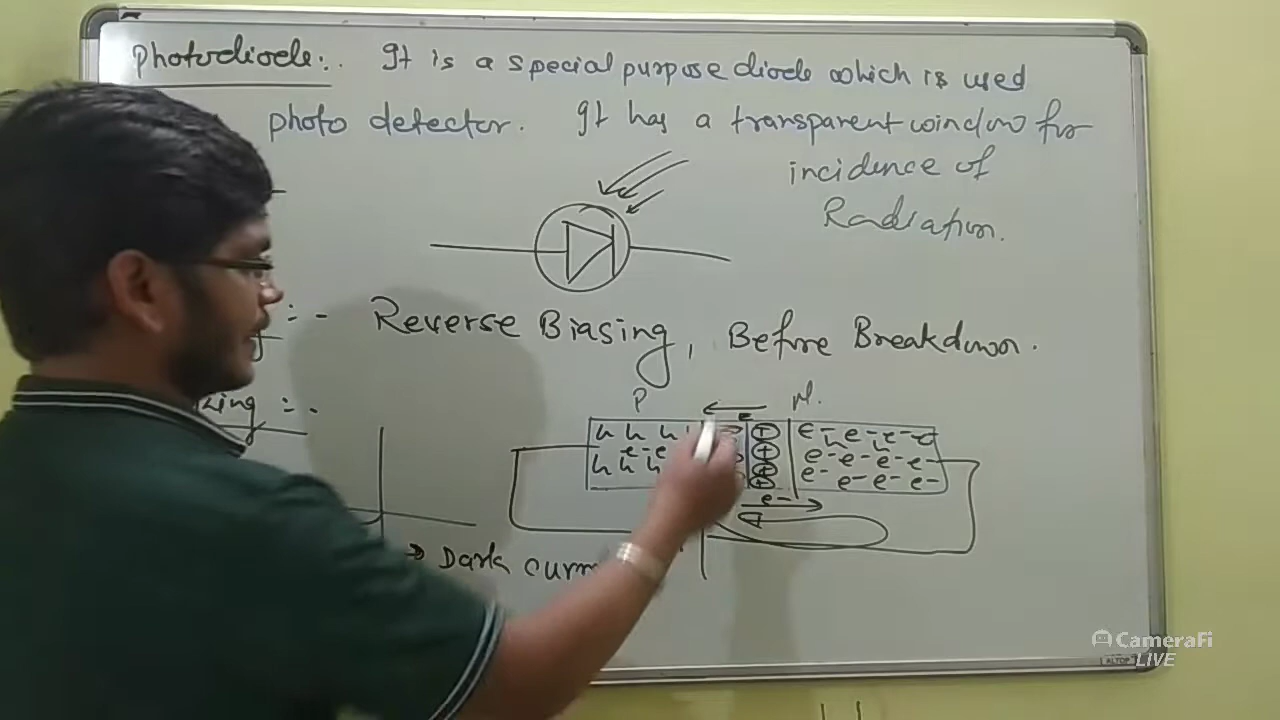 Photodiode:. It is a special purpose diode which is used
photo detector. It has a transparent window for
incidence of
Radiation.
:- Reverse Biasing, Before Breakdown.
:-
P N.
h h h e- e- e- e-
e- e- e- e- e- e-
h h h e- e- e- e-
e-
→ Dark curr
CameraFi
LIVE